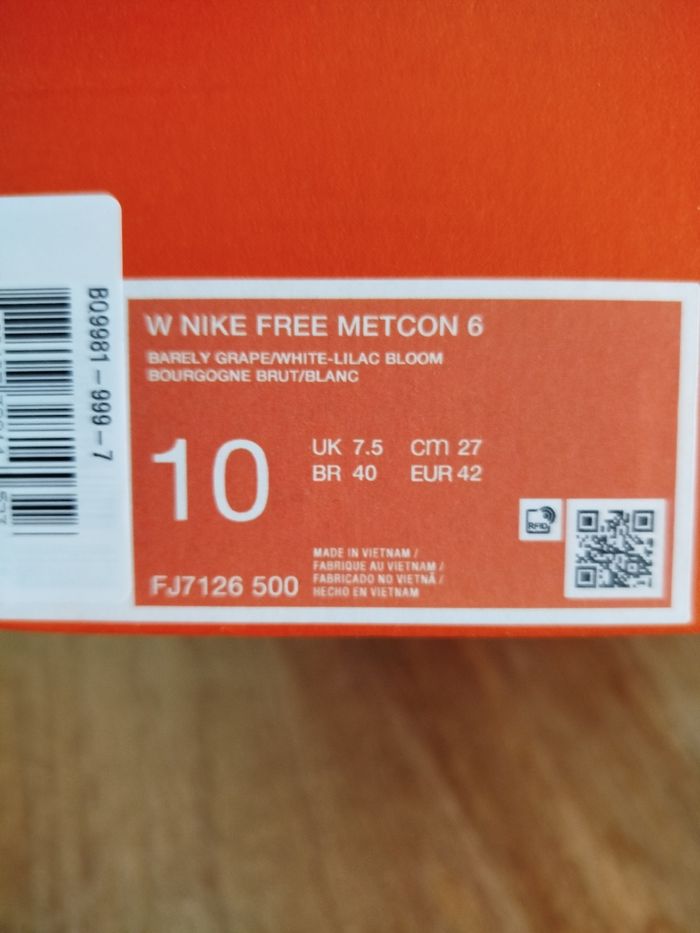 W NIKE FREE METCON 6
BARELY GRAPE/WHITE-LILAC BLOOM
BOURGOGNE BRUT/BLANC
10
UK 7.5 cm 27
BR 40 EUR 42
RFID
MADE IN VIETNAM /
FABRIQUE AU VIETNAM /
FABRICADO NO VIETNÃ /
HECHO EN VIETNAM
FJ7126 500
B09981-999-7